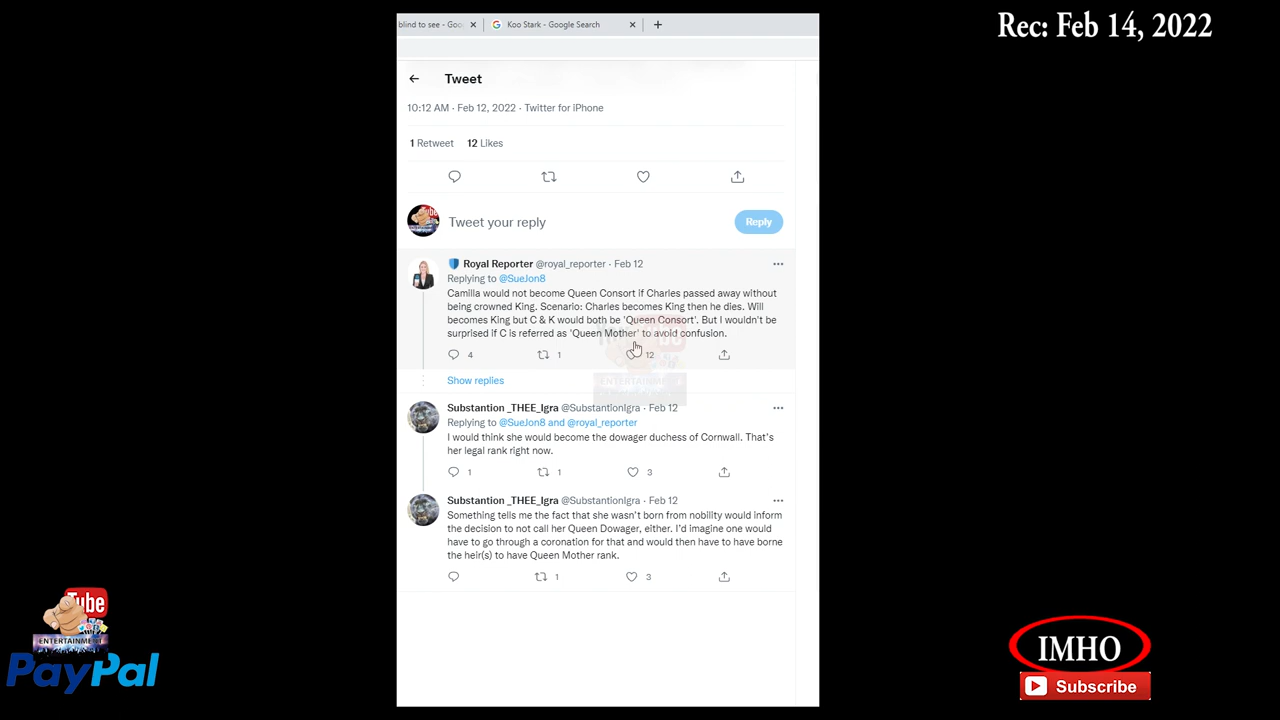 Rec: Feb 14, 2022
blind to see - Goo
Koo Stark - Google Search
Tweet
10:12 AM · Feb 12, 2022 · Twitter for iPhone
1 Retweet 12 Likes
Tweet your reply
Reply
Royal Reporter @royal_reporter · Feb 12
Replying to @SueJon8
Camilla would not become Queen Consort if Charles passed away without
being crowned King. Scenario: Charles becomes King then he dies. Will
becomes King but C & K would both be 'Queen Consort'. But I wouldn't be
surprised if C is referred as 'Queen Mother' to avoid confusion.
4 1 12
Show replies
Substantion _THEE_Igra @SubstantionIgra · Feb 12
Replying to @SueJon8 and @royal_reporter
I would think she would become the dowager duchess of Cornwall. That's
her legal rank right now.
1 1 3
Substantion _THEE_Igra @SubstantionIgra · Feb 12
Something tells me the fact that she wasn't born from nobility would inform
the decision to not call her Queen Dowager, either. I'd imagine one would
have to go through a coronation for that and would then have to have borne
the heir(s) to have Queen Mother rank.
1 3
ENTERTAINMENT
Tube
ENTERTAINMENT
PayPal
IMHO
Subscribe